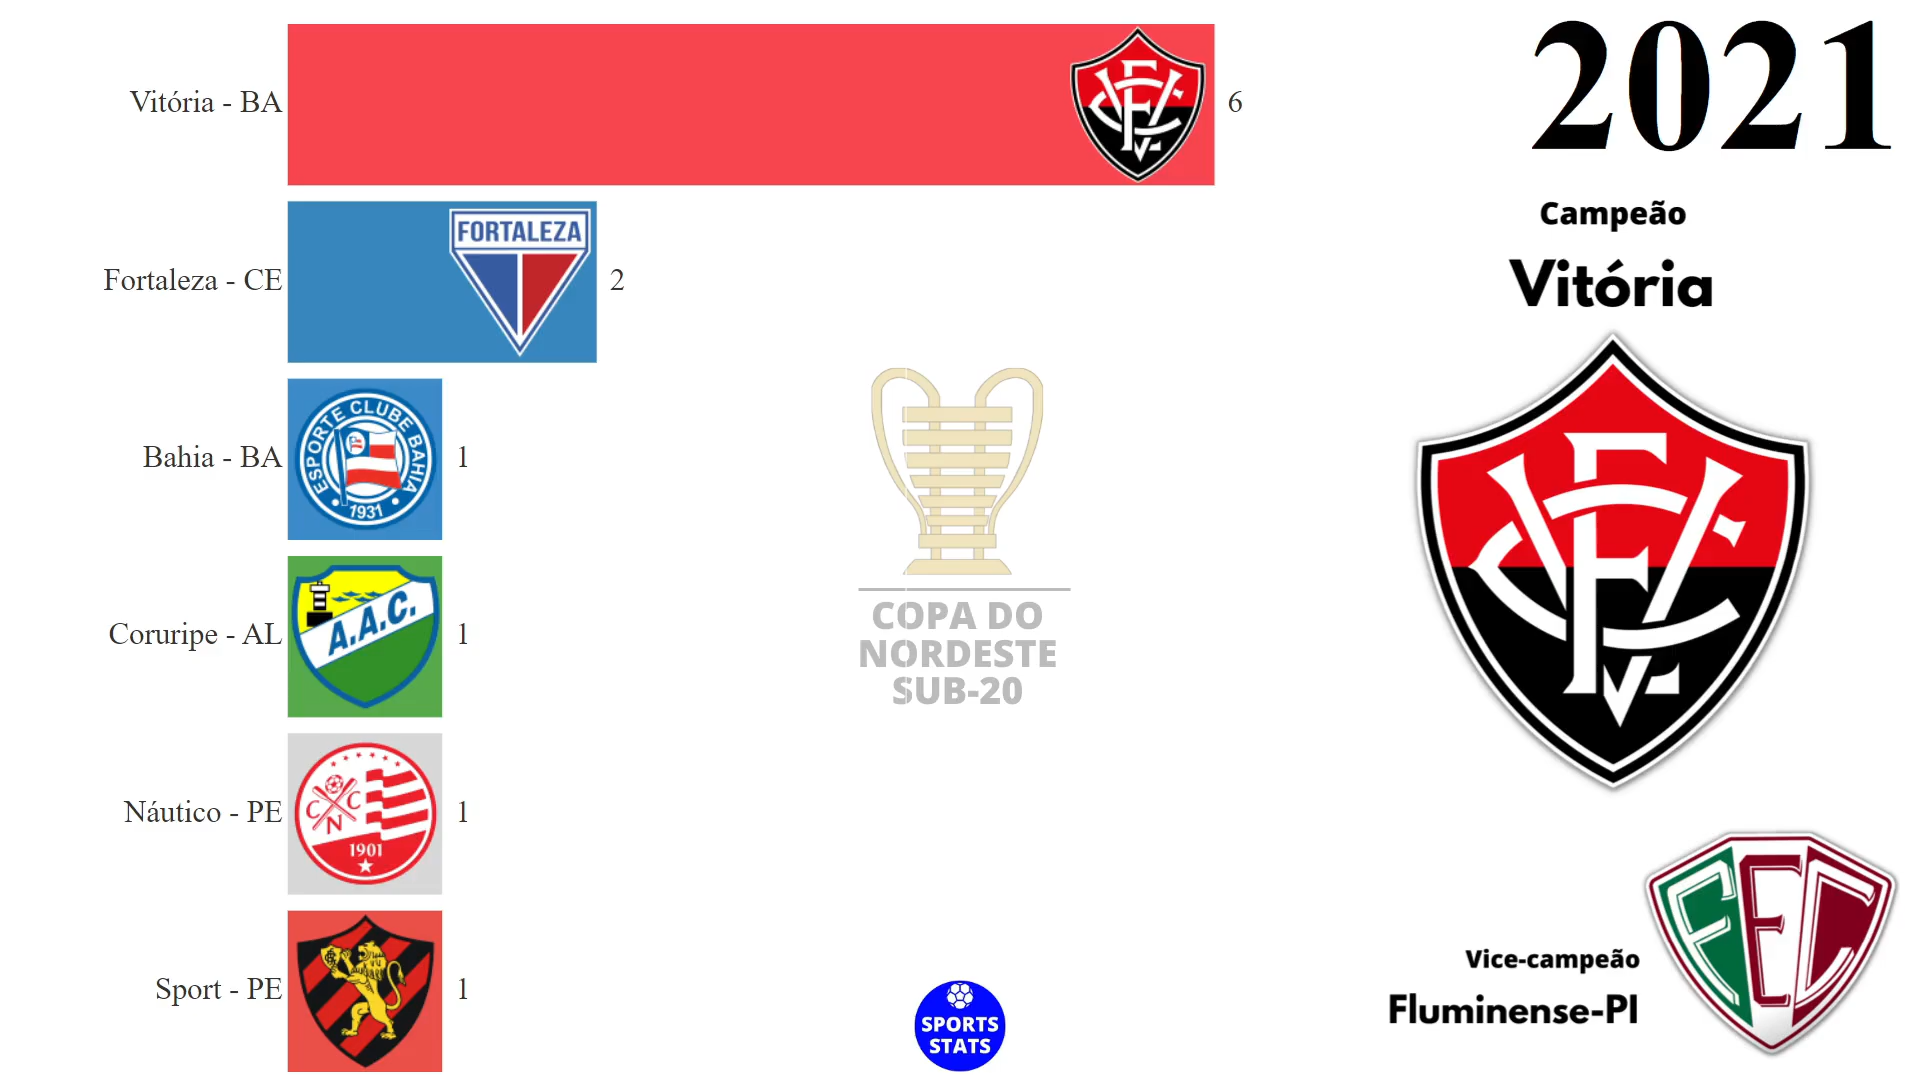 2021
Vitória - BA
6
Campeão
Vitória
Fortaleza - CE
FORTALEZA
2
Bahia - BA
ESPORTE CLUBE BAHIA
1931
1
Coruripe - AL
A.A.C.
1
COPA DO
NORDESTE
SUB-20
Náutico - PE
C N C
1901
1
Sport - PE
1
SPORTS
STATS
Vice-campeão
Fluminense-PI
FEC